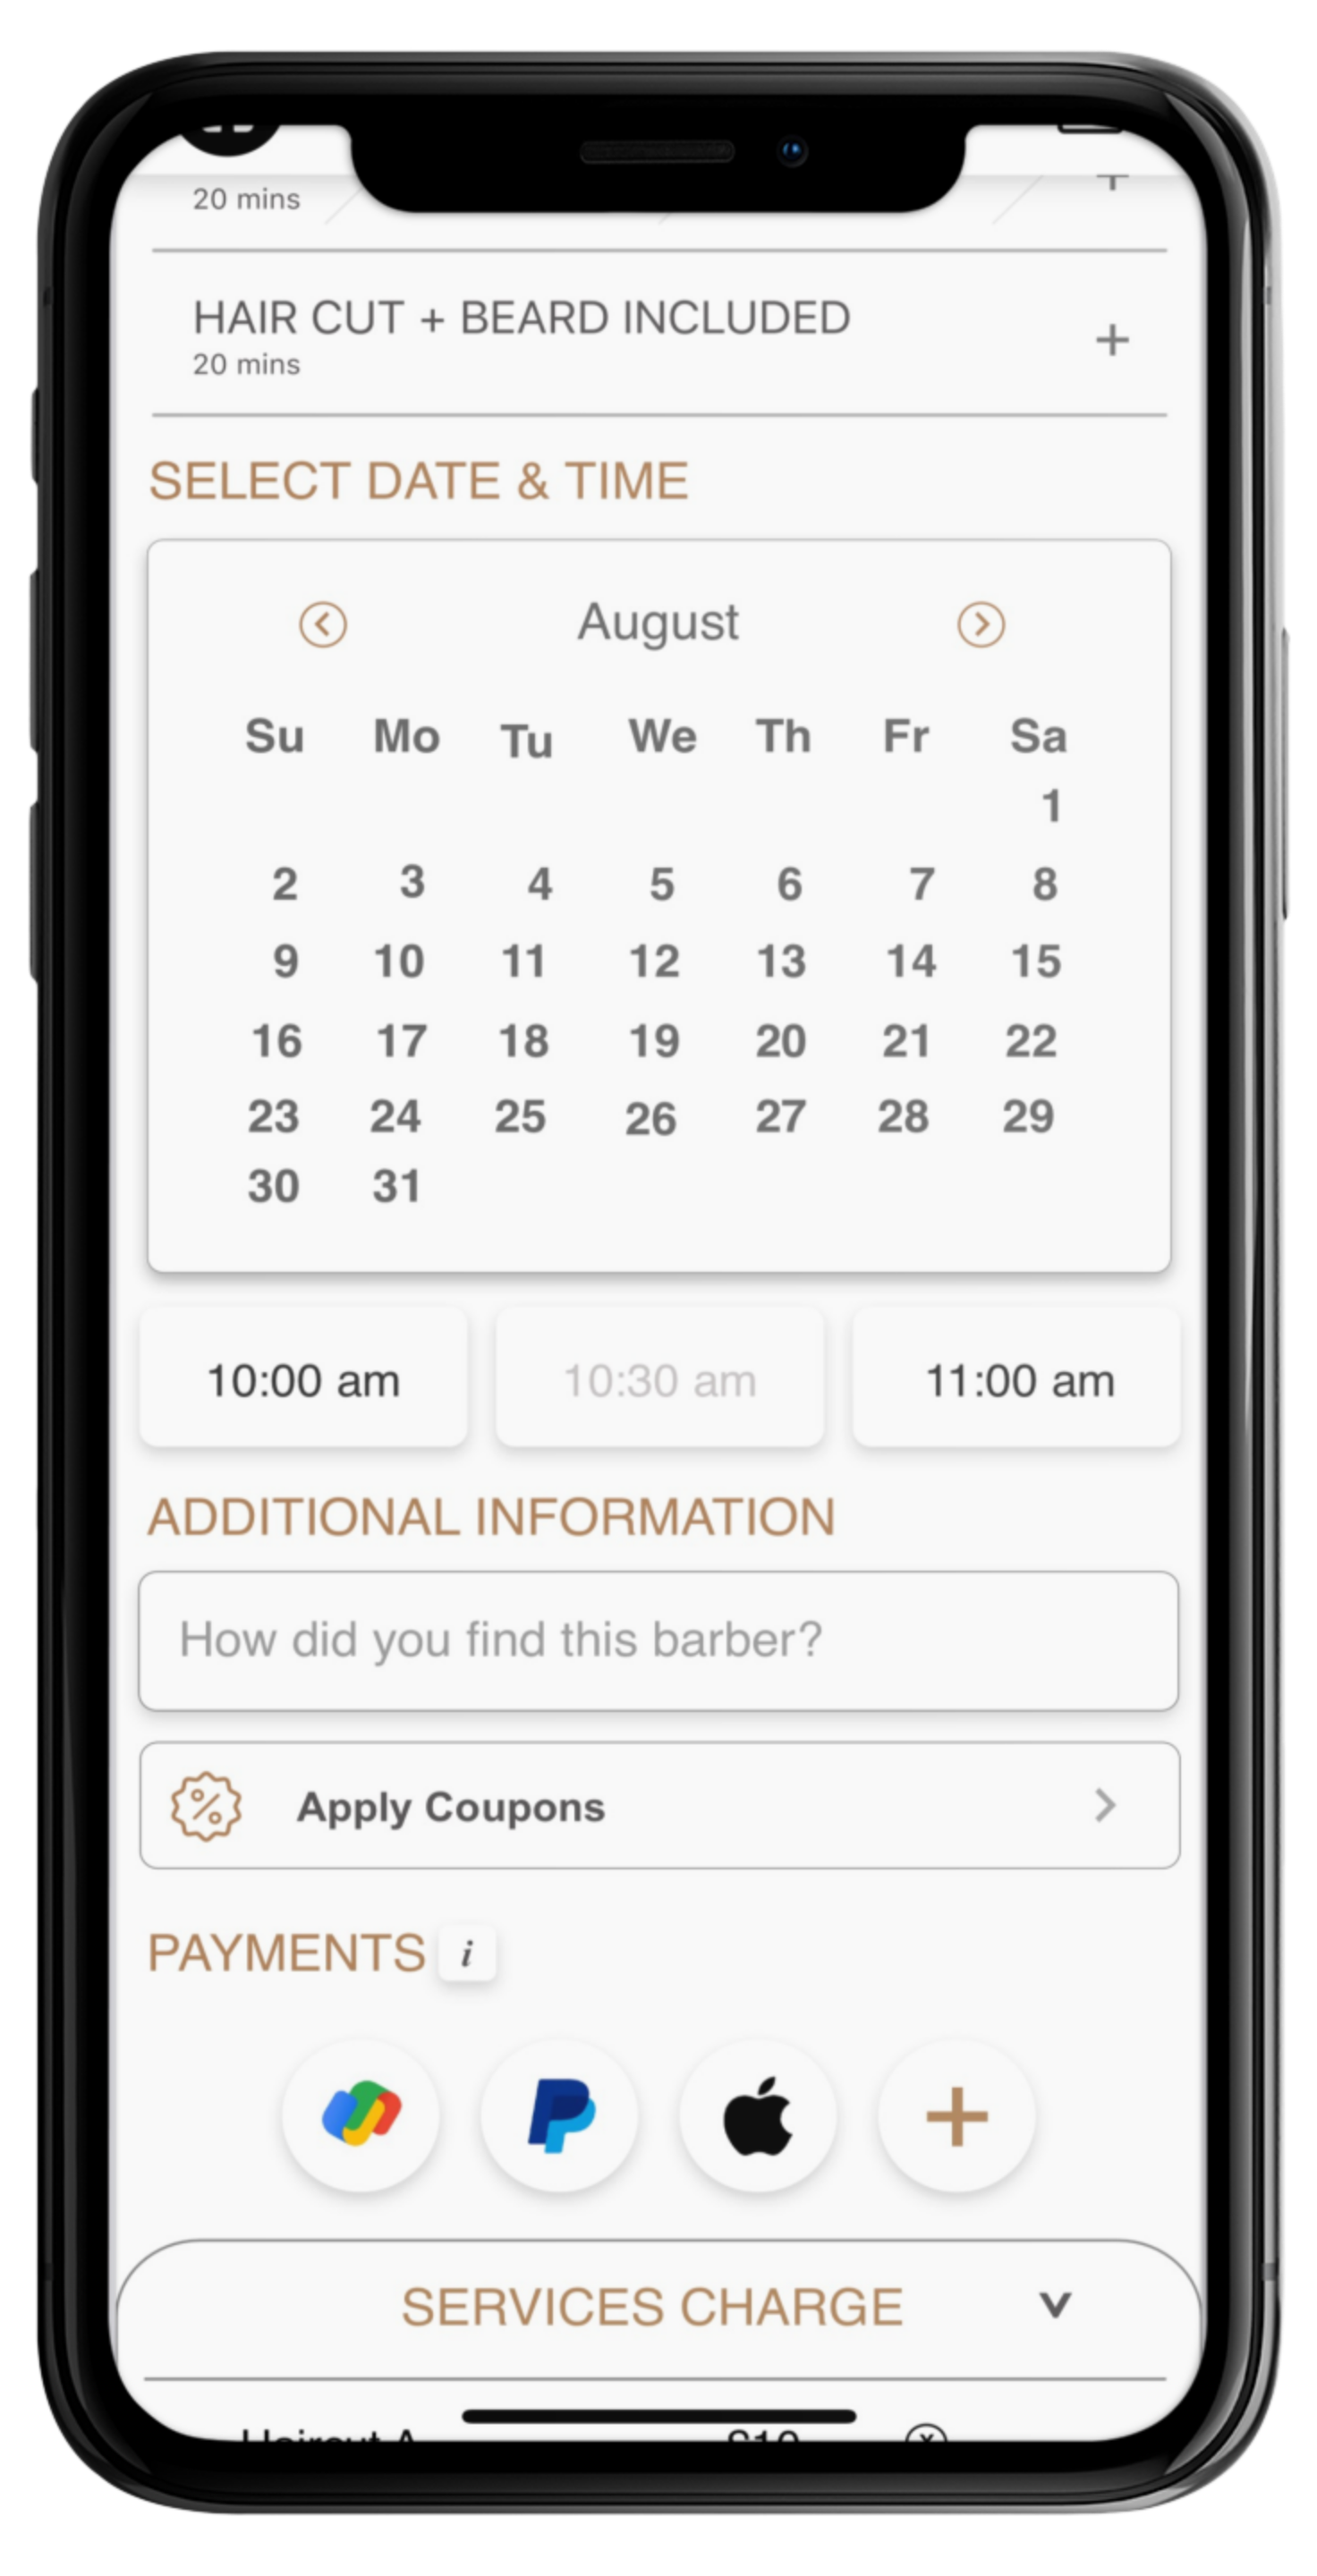 20 mins
HAIR CUT + BEARD INCLUDED
20 mins
+
SELECT DATE & TIME
August
Su Mo Tu We Th Fr Sa
1
2 3 4 5 6 7 8
9 10 11 12 13 14 15
16 17 18 19 20 21 22
23 24 25 26 27 28 29
30 31
10:00 am 10:30 am 11:00 am
ADDITIONAL INFORMATION
How did you find this barber?
Apply Coupons
PAYMENTS i
SERVICES CHARGE
Haircut A $10